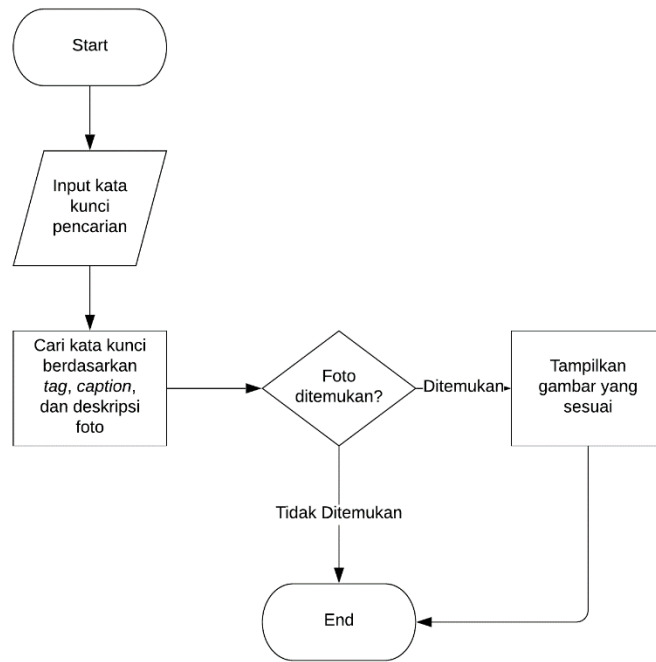 Start
Input kata
kunci
pencarian
Cari kata kunci
berdasarkan
tag, caption,
dan deskripsi
foto
Foto
ditemukan?
Ditemukan
Tampilkan
gambar yang
sesuai
Tidak Ditemukan
End